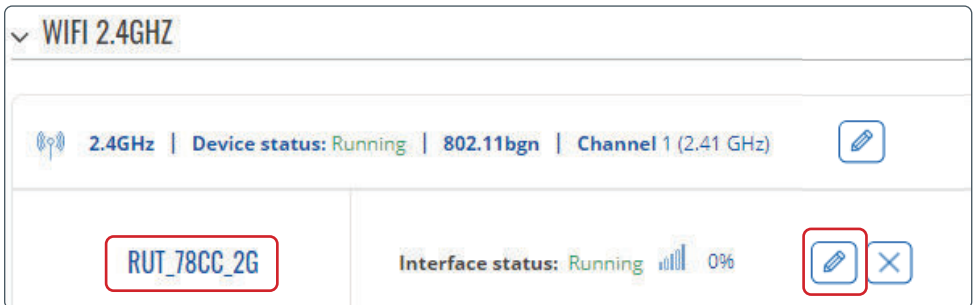 WIFI 2.4GHZ
2.4GHz | Device status: Running | 802.11bgn | Channel 1 (2.41 GHz)
RUT_78CC_2G Interface status: Running 0%